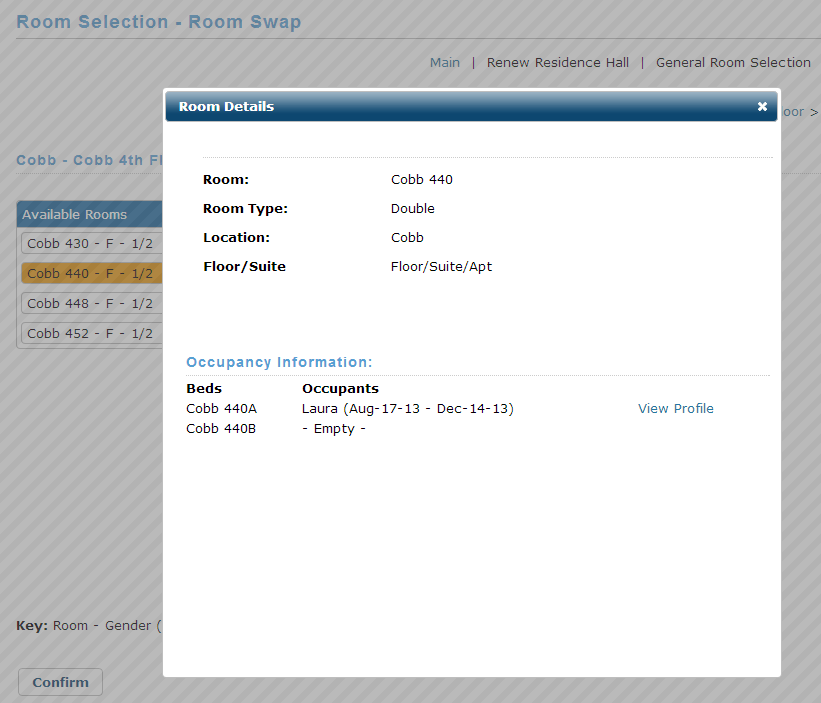 Room Selection - Room Swap
Main | Renew Residence Hall | General Room Selection
oor >
Cobb - Cobb 4th Fl
Available Rooms
Cobb 430 - F - 1/2
Cobb 440 - F - 1/2
Cobb 448 - F - 1/2
Cobb 452 - F - 1/2
Room Details
Room: Cobb 440
Room Type: Double
Location: Cobb
Floor/Suite Floor/Suite/Apt
Occupancy Information:
Beds Occupants
Cobb 440A Laura (Aug-17-13 - Dec-14-13) View Profile
Cobb 440B - Empty -
Key: Room - Gender (
Confirm